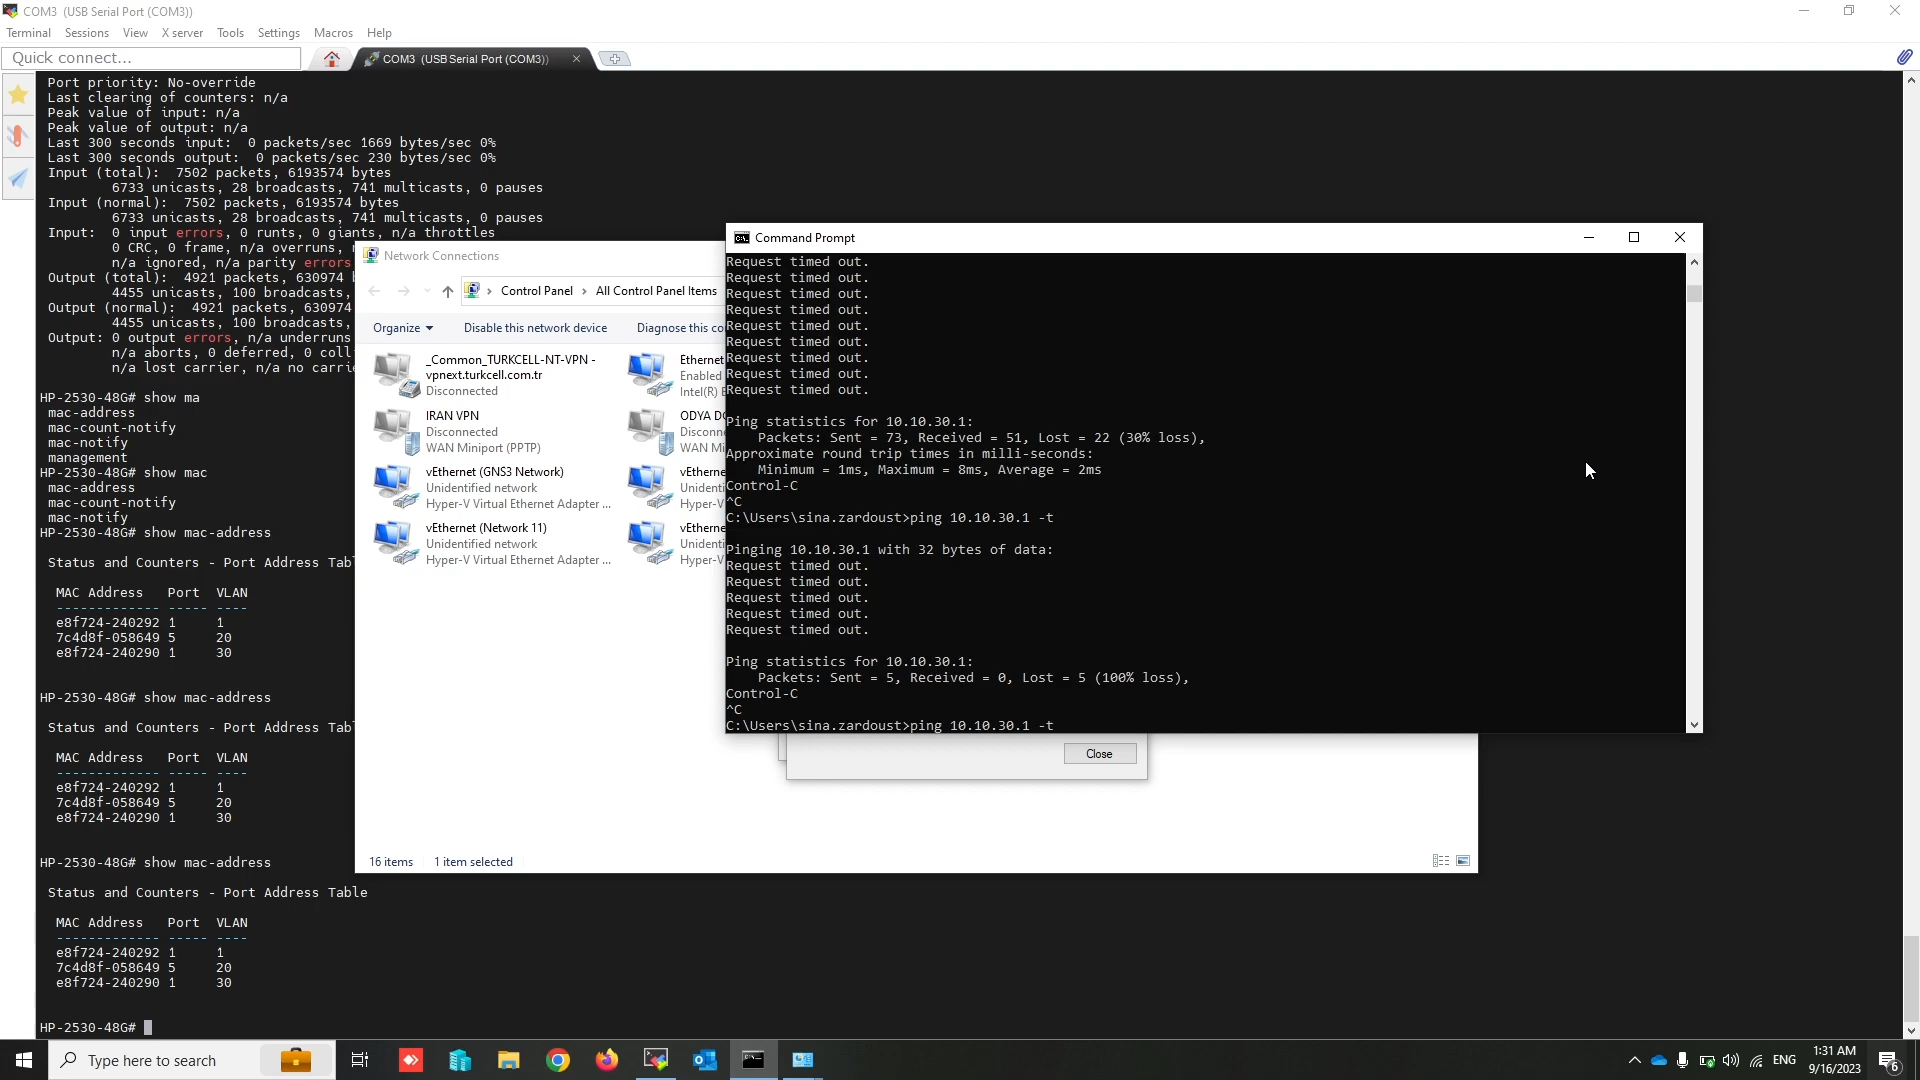 COM3 (USB Serial Port (COM3))
Terminal Sessions View X server Tools Settings Macros Help
Quick connect...
COM3 (USB Serial Port (COM3))
Port priority: No-override
Last clearing of counters: n/a
Peak value of input: n/a
Peak value of output: n/a
Last 300 seconds input: 0 packets/sec 1669 bytes/sec 0%
Last 300 seconds output: 0 packets/sec 230 bytes/sec 0%
Input (total): 7502 packets, 6193574 bytes
6733 unicasts, 28 broadcasts, 741 multicasts, 0 pauses
Input (normal): 7502 packets, 6193574 bytes
6733 unicasts, 28 broadcasts, 741 multicasts, 0 pauses
Input: 0 input errors, 0 runts, 0 giants, n/a throttles
0 CRC, 0 frame, n/a overruns,
n/a ignored, n/a parity errors
Output (total): 4921 packets, 630974
4455 unicasts, 100 broadcasts,
Output (normal): 4921 packets, 630974
4455 unicasts, 100 broadcasts,
Output: 0 output errors, n/a underruns
n/a aborts, 0 deferred, 0 coll
n/a lost carrier, n/a no carrie
HP-2530-48G# show ma
mac-address
mac-count-notify
mac-notify
management
HP-2530-48G# show mac
mac-address
mac-count-notify
mac-notify
HP-2530-48G# show mac-address
Status and Counters - Port Address Tabl
MAC Address Port VLAN
------------- ----- ----
e8f724-240292 1 1
7c4d8f-058649 5 20
e8f724-240290 1 30
HP-2530-48G# show mac-address
Status and Counters - Port Address Tabl
MAC Address Port VLAN
------------- ----- ----
e8f724-240292 1 1
7c4d8f-058649 5 20
e8f724-240290 1 30
HP-2530-48G# show mac-address
Status and Counters - Port Address Table
MAC Address Port VLAN
------------- ----- ----
e8f724-240292 1 1
7c4d8f-058649 5 20
e8f724-240290 1 30
HP-2530-48G#
Network Connections
Control Panel > All Control Panel Items
Organize Disable this network device Diagnose this co
_Common_TURKCELL-NT-VPN -
vpnext.turkcell.com.tr
Disconnected
Ethernet
Enabled
Intel(R) E
IRAN VPN
Disconnected
WAN Miniport (PPTP)
ODYA DC
Disconne
WAN Mi
vEthernet (GNS3 Network)
Unidentified network
Hyper-V Virtual Ethernet Adapter ...
vEtherne
Unidenti
Hyper-V
vEthernet (Network 11)
Unidentified network
Hyper-V Virtual Ethernet Adapter ...
vEtherne
Unidenti
Hyper-V
16 items 1 item selected
Close
Command Prompt
Request timed out.
Request timed out.
Request timed out.
Request timed out.
Request timed out.
Request timed out.
Request timed out.
Request timed out.
Request timed out.
Ping statistics for 10.10.30.1:
Packets: Sent = 73, Received = 51, Lost = 22 (30% loss),
Approximate round trip times in milli-seconds:
Minimum = 1ms, Maximum = 8ms, Average = 2ms
Control-C
^C
C:\Users\sina.zardoust>ping 10.10.30.1 -t
Pinging 10.10.30.1 with 32 bytes of data:
Request timed out.
Request timed out.
Request timed out.
Request timed out.
Request timed out.
Ping statistics for 10.10.30.1:
Packets: Sent = 5, Received = 0, Lost = 5 (100% loss),
Control-C
^C
C:\Users\sina.zardoust>ping 10.10.30.1 -t
Type here to search
ENG
1:31 AM
9/16/2023
6